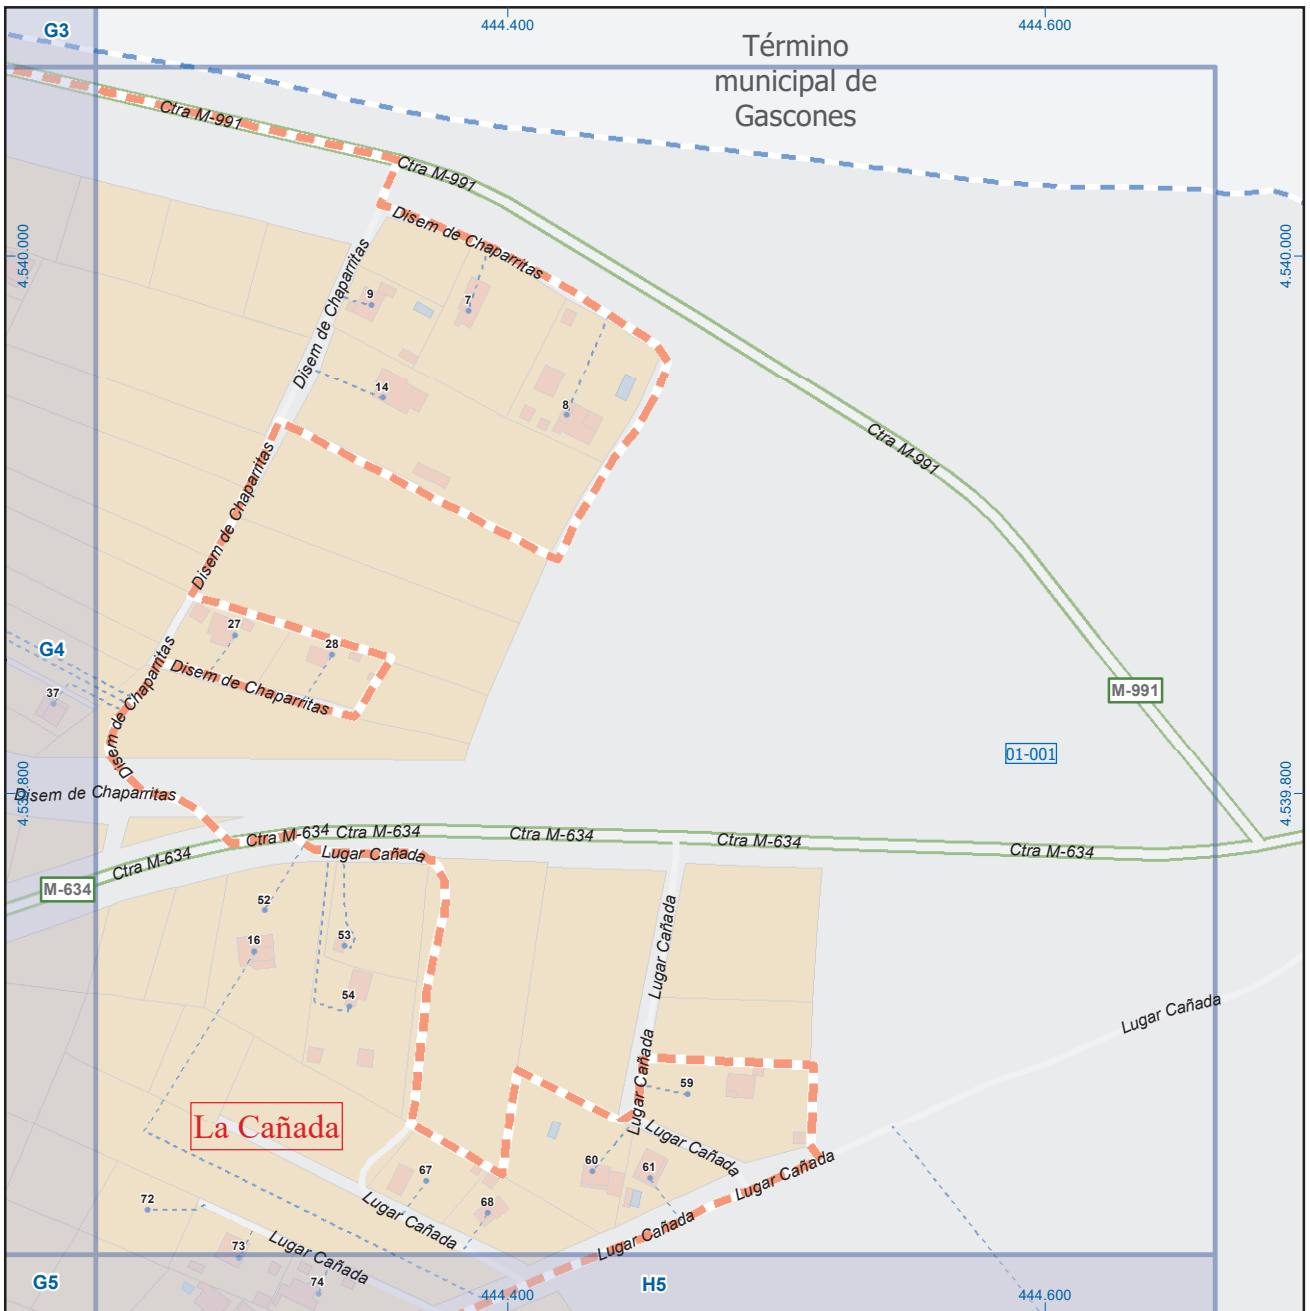 G3
444.400
444.600
Término
municipal de
Gascones
Ctra M-991
Ctra M-991
Disem de Chaparritas
4.540.000
4.540.000
Disem de Chaparritas
9
7
14
8
Ctra M-991
Disem de Chaparritas
27
28
G4
Disem de Chaparritas
Disem de Chaparritas
37
M-991
01-001
Disem
4.539.800
4.539.800
Disem de Chaparritas
Ctra M-634
Ctra M-634
Ctra M-634
Ctra M-634
Ctra M-634
Ctra M-634
Lugar Cañada
M-634
52
53
16
54
Lugar Cañada
Lugar Cañada
Lugar Cañada
59
La Cañada
Lugar Cañada
60
61
67
Lugar Cañada
72
68
Lugar Cañada
Lugar Cañada
73
Lugar Cañada
74
G5
H5
444.400
444.600